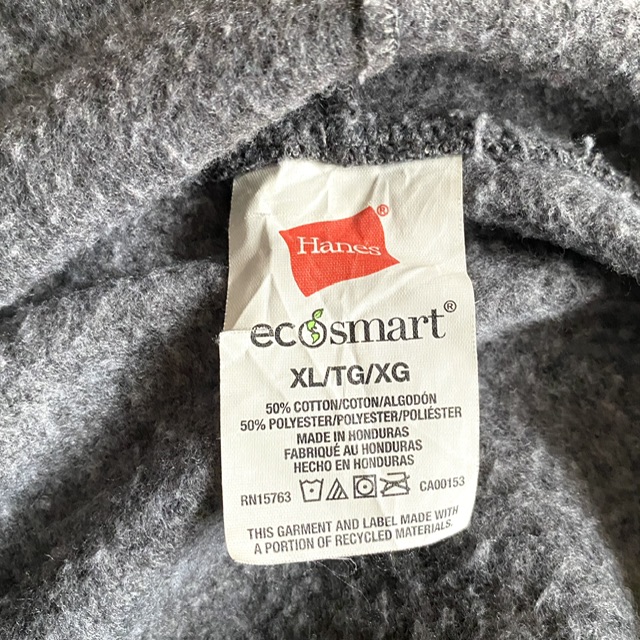 Hanes®
ecosmart®
XL/TG/XG
50% COTTON/COTON/ALGODÓN
50% POLYESTER/POLYESTER/POLIÉSTER
MADE IN HONDURAS
FABRIQUÉ AU HONDURAS
HECHO EN HONDURAS
RN15763 CA00153
THIS GARMENT AND LABEL MADE WITH
A PORTION OF RECYCLED MATERIALS.